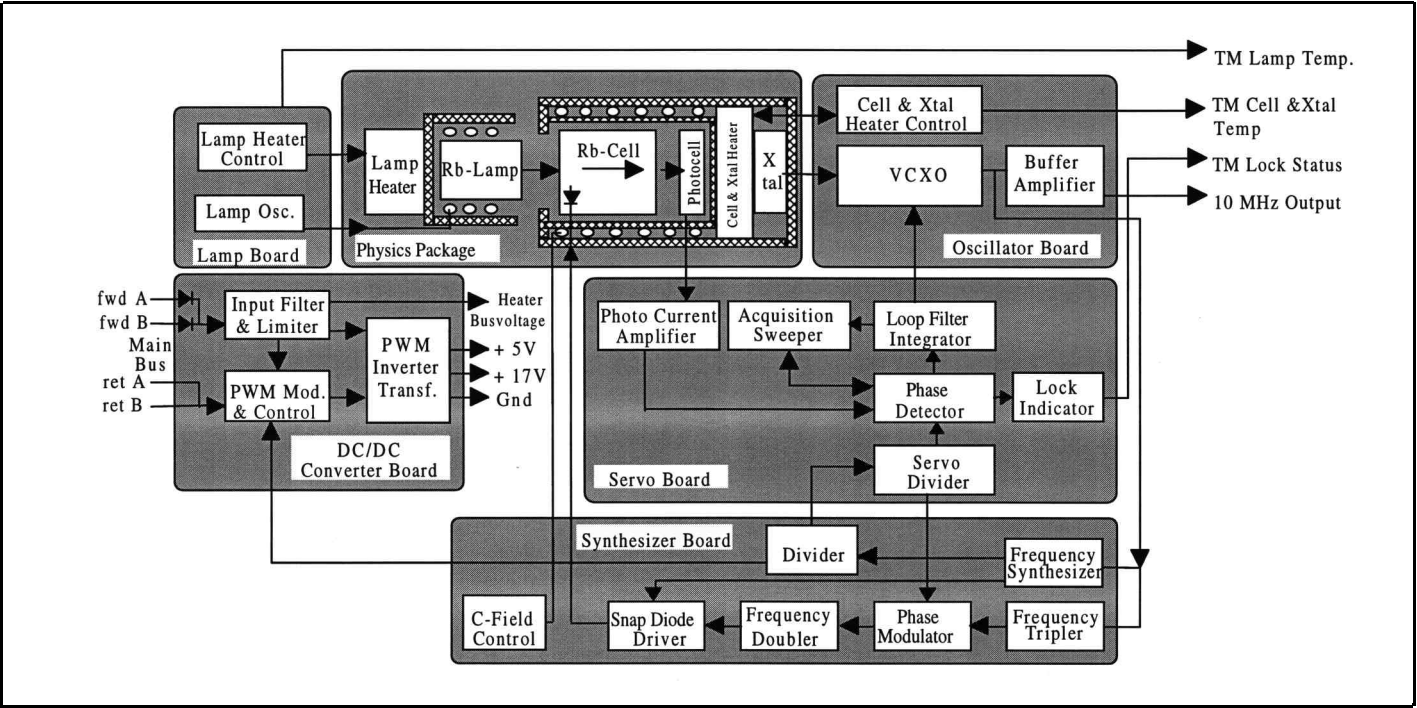 TM Lamp Temp.
Lamp Heater
Control
Lamp Osc.
Lamp Board
Lamp
Heater
Rb-Lamp
Rb-Cell
Photocell
Cell & Xtal Heater
X
tal
Physics Package
Cell & Xtal
Heater Control
VCXO
Buffer
Amplifier
Oscillator Board
TM Cell &Xtal
Temp
TM Lock Status
10 MHz Output
fwd A
fwd B
Main
Bus
ret A
ret B
Input Filter
& Limiter
PWM Mod.
& Control
PWM
Inverter
Transf.
Heater
Busvoltage
+ 5V
+ 17V
Gnd
DC/DC
Converter Board
Photo Current
Amplifier
Acquisition
Sweeper
Loop Filter
Integrator
Phase
Detector
Lock
Indicator
Servo
Divider
Servo Board
Synthesizer Board
Divider
Frequency
Synthesizer
C-Field
Control
Snap Diode
Driver
Frequency
Doubler
Phase
Modulator
Frequency
Tripler